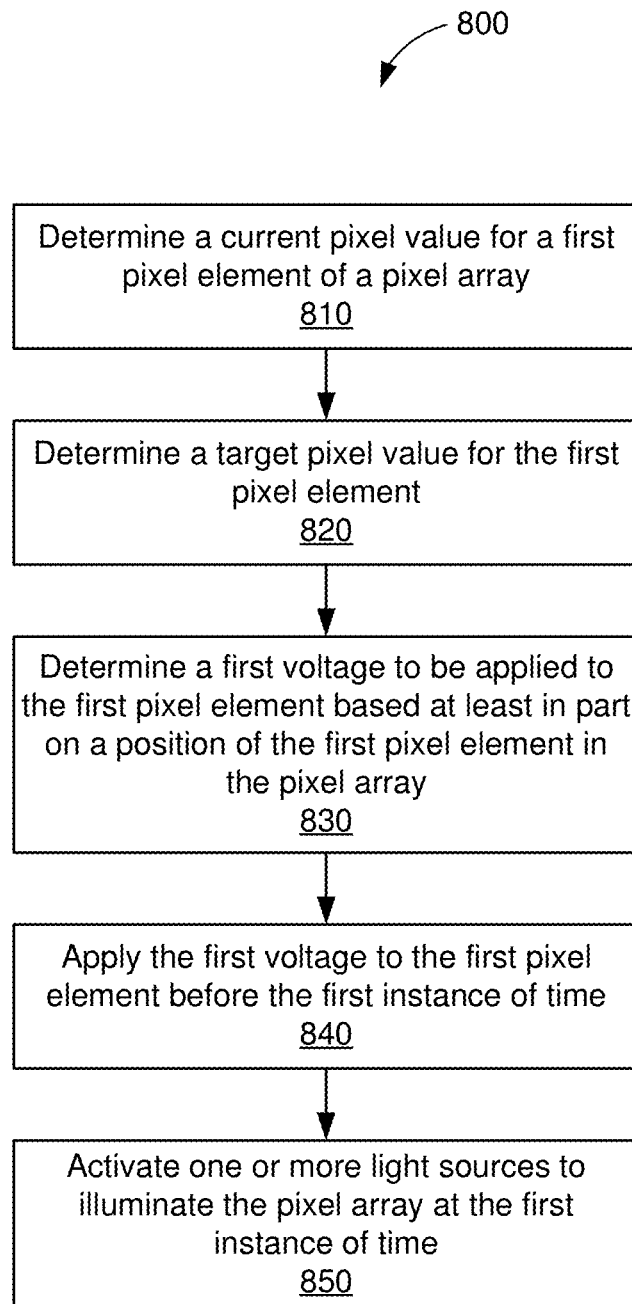 800
Determine a current pixel value for a first
pixel element of a pixel array
810
Determine a target pixel value for the first
pixel element
820
Determine a first voltage to be applied to
the first pixel element based at least in part
on a position of the first pixel element in
the pixel array
830
Apply the first voltage to the first pixel
element before the first instance of time
840
Activate one or more light sources to
illuminate the pixel array at the first
instance of time
850